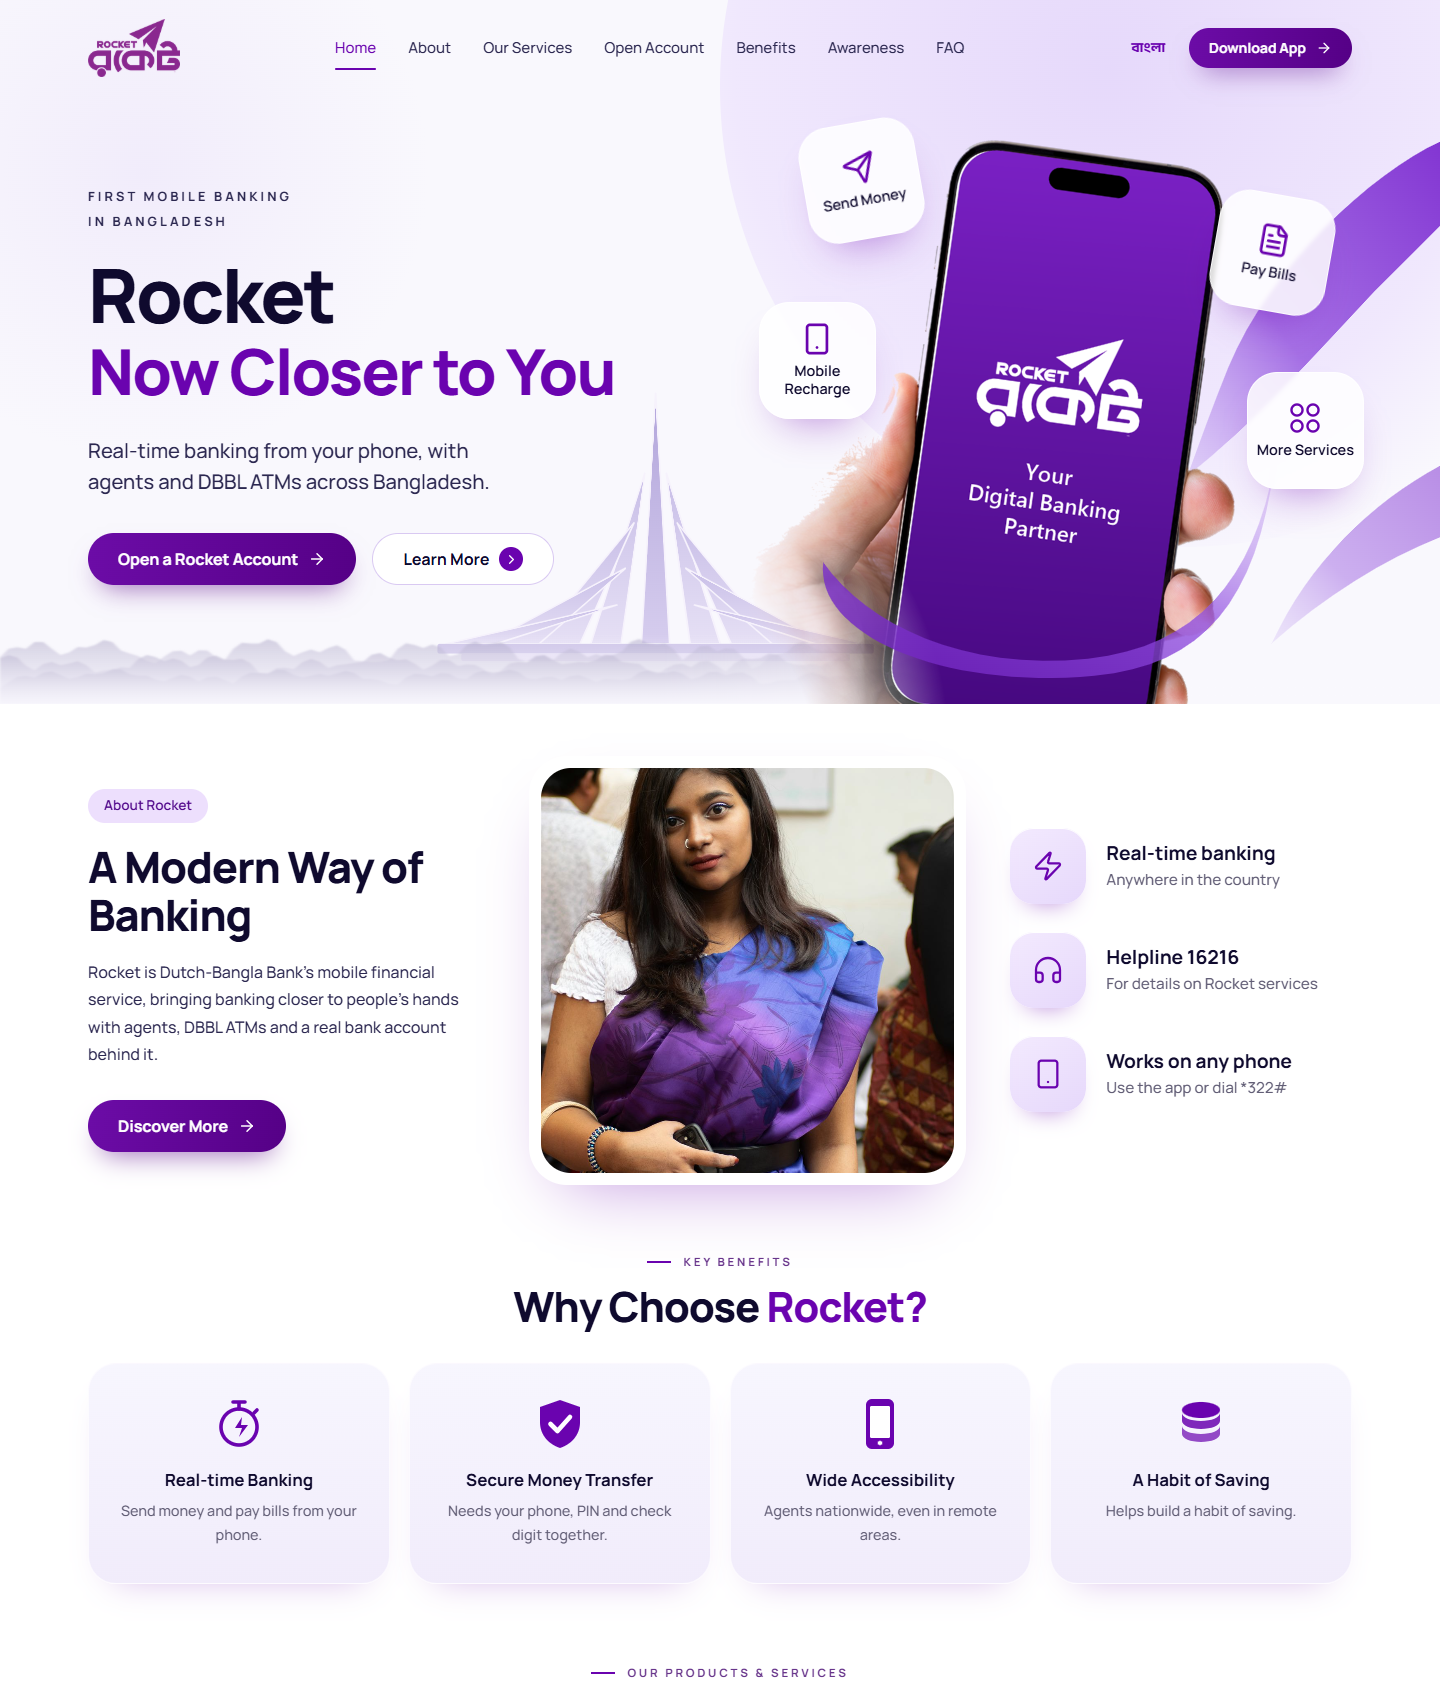 ROCKET
রকেট
Home
About
Our Services
Open Account
Benefits
Awareness
FAQ
বাংলা
Download App
FIRST MOBILE BANKING
IN BANGLADESH
Rocket
Now Closer to You
Real-time banking from your phone, with
agents and DBBL ATMs across Bangladesh.
Open a Rocket Account
Learn More
Send Money
Pay Bills
Mobile
Recharge
More Services
ROCKET
রকেট
Your
Digital Banking
Partner
About Rocket
A Modern Way of
Banking
Rocket is Dutch-Bangla Bank’s mobile financial
service, bringing banking closer to people’s hands
with agents, DBBL ATMs and a real bank account
behind it.
Discover More
Real-time banking
Anywhere in the country
Helpline 16216
For details on Rocket services
Works on any phone
Use the app or dial *322#
KEY BENEFITS
Why Choose Rocket?
Real-time Banking
Send money and pay bills from your
phone.
Secure Money Transfer
Needs your phone, PIN and check
digit together.
Wide Accessibility
Agents nationwide, even in remote
areas.
A Habit of Saving
Helps build a habit of saving.
OUR PRODUCTS & SERVICES